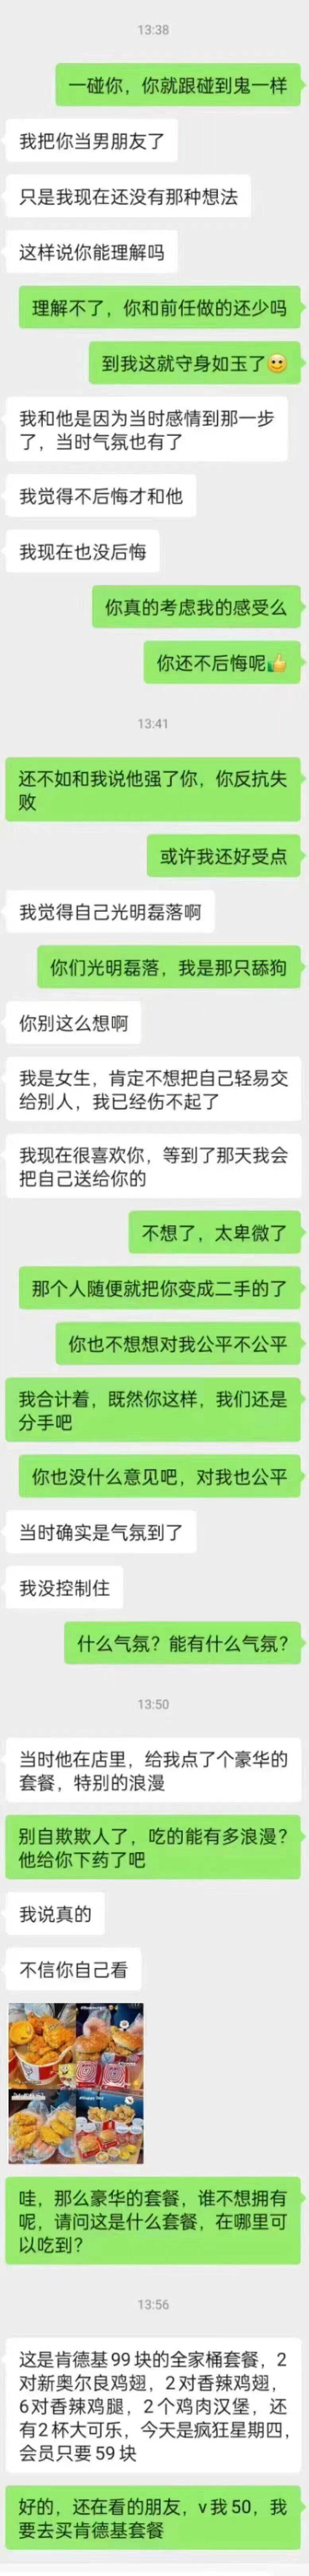 13:38
一碰你，你就跟碰到鬼一样
我把你当男朋友了
只是我现在还没有那种想法
这样说你能理解吗
理解不了，你和前任做的还少吗
到我这就守身如玉了🙂
我和他是因为当时感情到那一步
了，当时气氛也有了
我觉得不后悔才和他
我现在也没后悔
你真的考虑我的感受么
你还不后悔呢👍
13:41
还不如和我说他强了你，你反抗失
败
或许我还好受点
我觉得自己光明磊落啊
你们光明磊落，我是那只舔狗
你别这么想啊
我是女生，肯定不想把自己轻易交
给别人，我已经伤不起了
我现在很喜欢你，等到了那天我会
把自己送给你的
不想了，太卑微了
那个人随便就把你变成二手的了
你也不想想对我公平不公平
我合计着，既然你这样，我们还是
分手吧
你也没什么意见吧，对我也公平
当时确实是气氛到了
我没控制住
什么气氛？能有什么气氛？
13:50
当时他在店里，给我点了个豪华的
套餐，特别的浪漫
别自欺欺人了，吃的能有多浪漫？
他给你下药了吧
我说真的
不信你自己看
哇，那么豪华的套餐，谁不想拥有
呢，请问这是什么套餐，在哪里可
以吃到？
13:56
这是肯德基99块的全家桶套餐，2
对新奥尔良鸡翅，2对香辣鸡翅，
6对香辣鸡腿，2个鸡肉汉堡，还
有2杯大可乐，今天是疯狂星期四，
会员只要59块
好的，还在看的朋友，v我50，我
要去买肯德基套餐